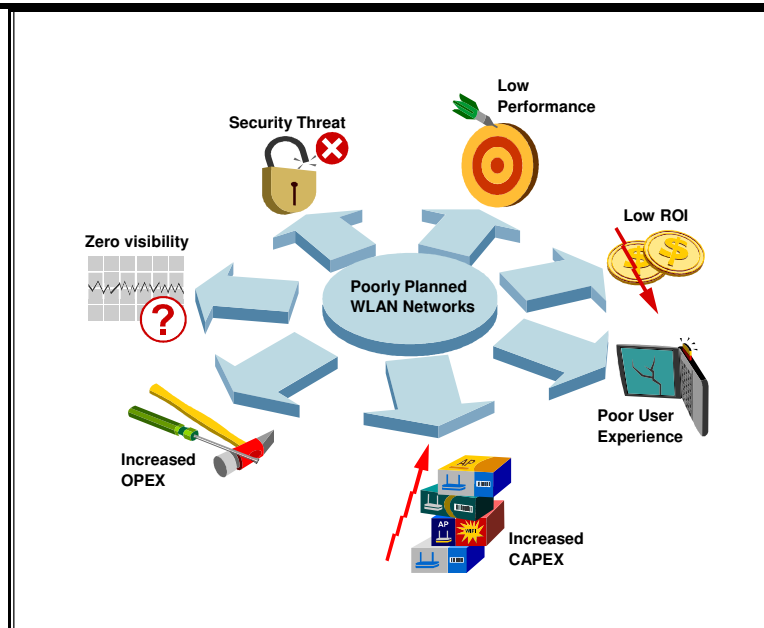 Low
Performance
Security Threat
Low ROI
Zero visibility
Poorly Planned
WLAN Networks
?
$
$
Poor User
Experience
Increased
OPEX
AP
AP
WIFI
Increased
CAPEX